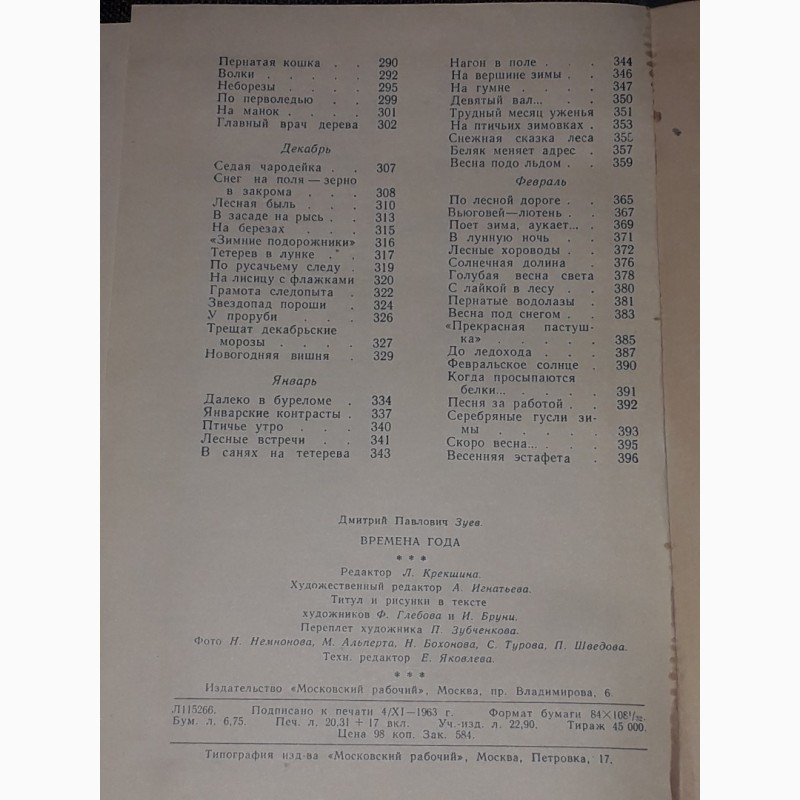 Пернатая кошка . . 290
Волки . . . . . 292
Неборезы . . . . 295
По перволедью . . 299
На манок . . . . 301
Главный врач дерева 302
Декабрь
Седая чародейка . . 307
Снег на поля — зерно
в закрома . . . 308
Лесная быль . . . 310
В засаде на рысь . . 313
На березах . . . 315
«Зимние подорожники» 316
Тетерев в лунке . . 317
По русачьему следу . 319
На лисицу с флажками 320
Грамота следопыта . . 322
Звездопад пороши . 324
У проруби . . . 326
Трещат декабрьские
морозы . . . . 327
Новогодняя вишня . 329
Январь
Далеко в буреломе . 334
Январские контрасты . 337
Птичье утро . . . 340
Лесные встречи . . 341
В санях на тетерева 343
Нагон в поле . . 344
На вершине зимы . 346
На гумне . . . . 347
Девятый вал... . . 350
Трудный месяц уженья 351
На птичьих зимовках . 353
Снежная сказка леса 355
Беляк меняет адрес . 357
Весна подо льдом . 359
Февраль
По лесной дороге . . 365
Вьюговей—лютень . 367
Поет зима, аукает... . 369
В лунную ночь . . 371
Лесные хороводы . . 372
Солнечная долина . 376
Голубая весна света 378
С лайкой в лесу . . 380
Пернатые водолазы . 381
Весна под снегом . . 383
«Прекрасная пастуш-
ка» . . . . . 385
До ледохода . . . 387
Февральское солнце . 390
Когда просыпаются
белки... . . . . 391
Песня за работой . . 392
Серебряные гусли зи-
мы . . . . . 393
Скоро весна... . . 395
Весенняя эстафета . 396
Дмитрий Павлович Зуев.
ВРЕМЕНА ГОДА
* * *
Редактор Л. Крекшина.
Художественный редактор А. Игнатьева.
Титул и рисунки в тексте
художников Ф. Глебова и И. Бруни.
Переплет художника П. Зубченкова.
Фото Н. Немнонова, М. Альперта, Н. Бохонова, С. Турова, П. Шведова.
Техн. редактор Е. Яковлева.
* * *
Издательство «Московский рабочий», Москва, пр. Владимирова, 6.
Л115266. Подписано к печати 4/XI—1963 г. Формат бумаги 84×108¹/₃₂.
Бум. л. 6,75. Печ. л. 20,31 + 17 вкл. Уч.-изд. л. 22,90. Тираж 45 000.
Цена 98 коп. Зак. 584.
Типография изд-ва «Московский рабочий», Москва, Петровка, 17.